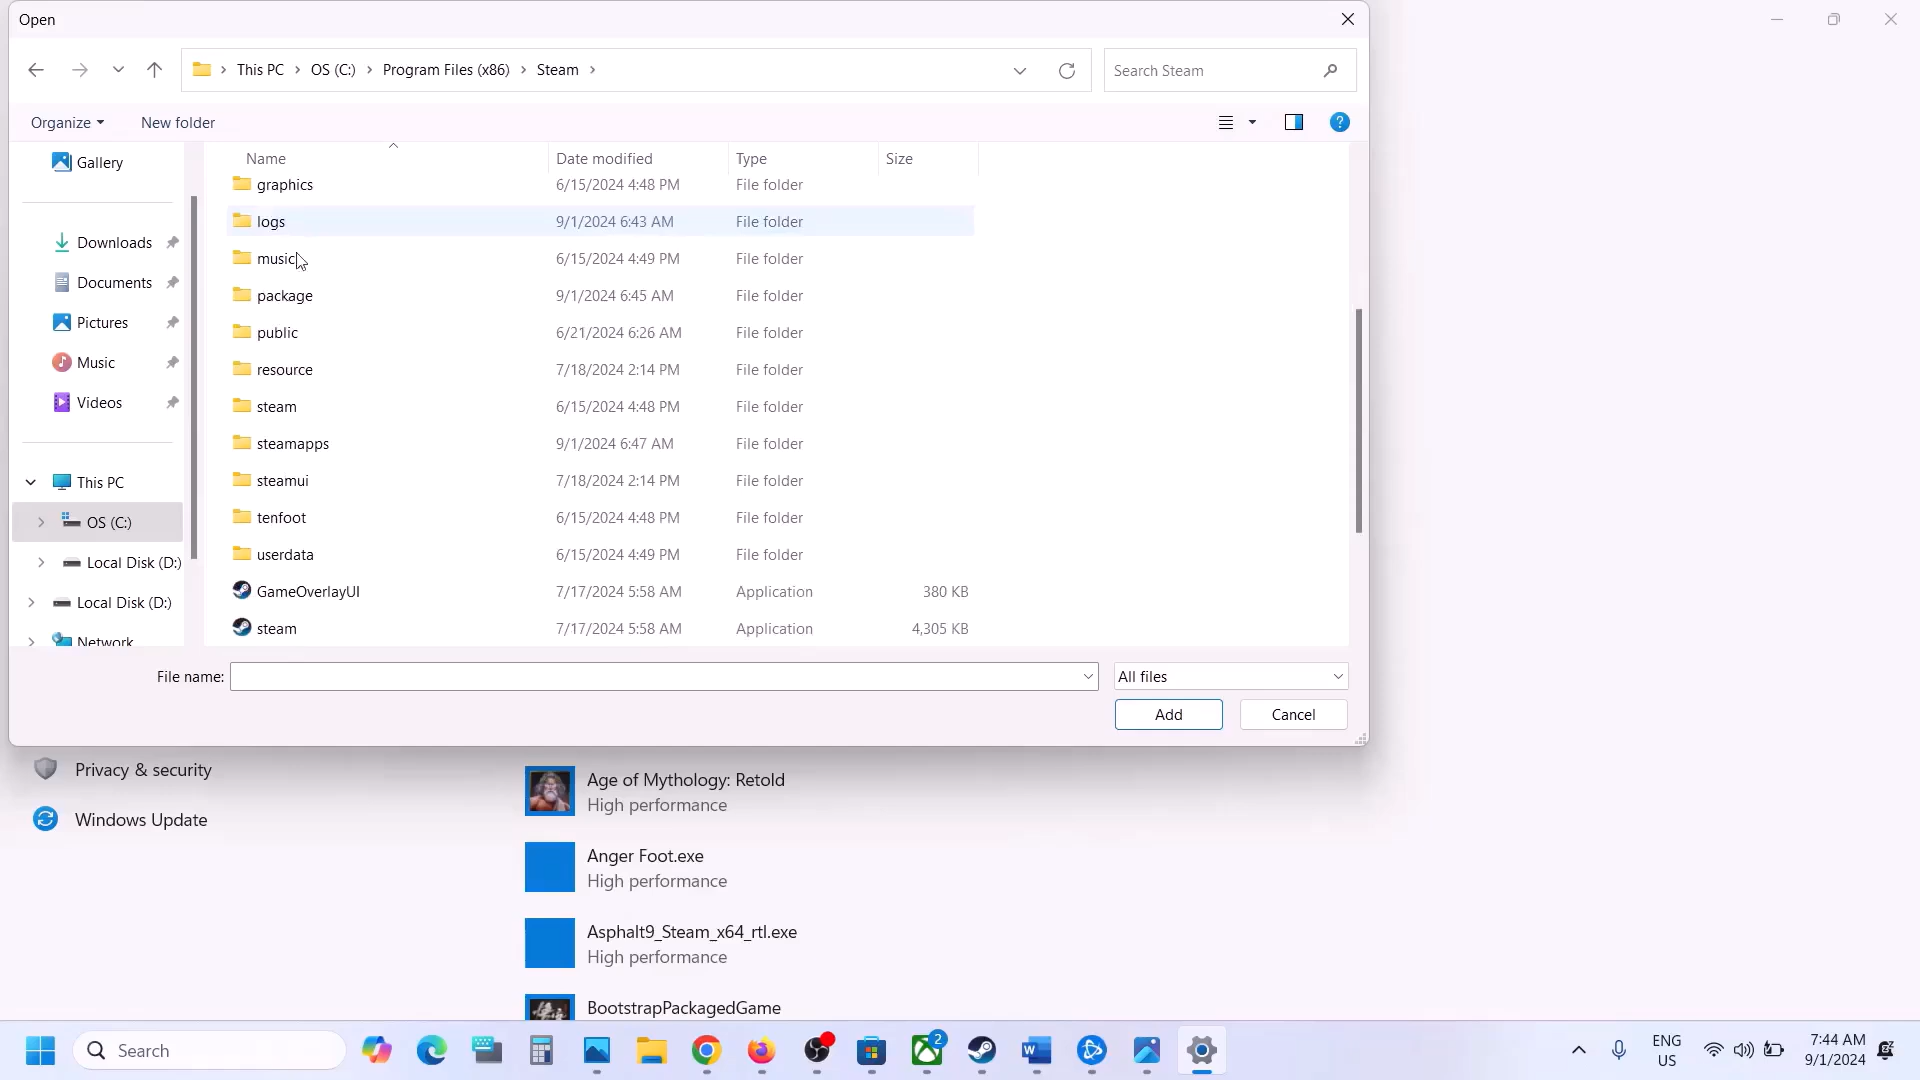 Open
This PC > OS (C:) > Program Files (x86) > Steam >
Search Steam
Organize
New folder
Gallery
Downloads
Documents
Pictures
Music
Videos
This PC
OS (C:)
Local Disk (D:)
Local Disk (D:)
Network
Name Date modified Type Size
graphics 6/15/2024 4:48 PM File folder
logs 9/1/2024 6:43 AM File folder
music 6/15/2024 4:49 PM File folder
package 9/1/2024 6:45 AM File folder
public 6/21/2024 6:26 AM File folder
resource 7/18/2024 2:14 PM File folder
steam 6/15/2024 4:48 PM File folder
steamapps 9/1/2024 6:47 AM File folder
steamui 7/18/2024 2:14 PM File folder
tenfoot 6/15/2024 4:48 PM File folder
userdata 6/15/2024 4:49 PM File folder
GameOverlayUI 7/17/2024 5:58 AM Application 380 KB
steam 7/17/2024 5:58 AM Application 4,305 KB
File name:
All files
Add
Cancel
Privacy & security
Windows Update
Age of Mythology: Retold
High performance
Anger Foot.exe
High performance
Asphalt9_Steam_x64_rtl.exe
High performance
BootstrapPackagedGame
Search
2
ENG
US
7:44 AM
9/1/2024